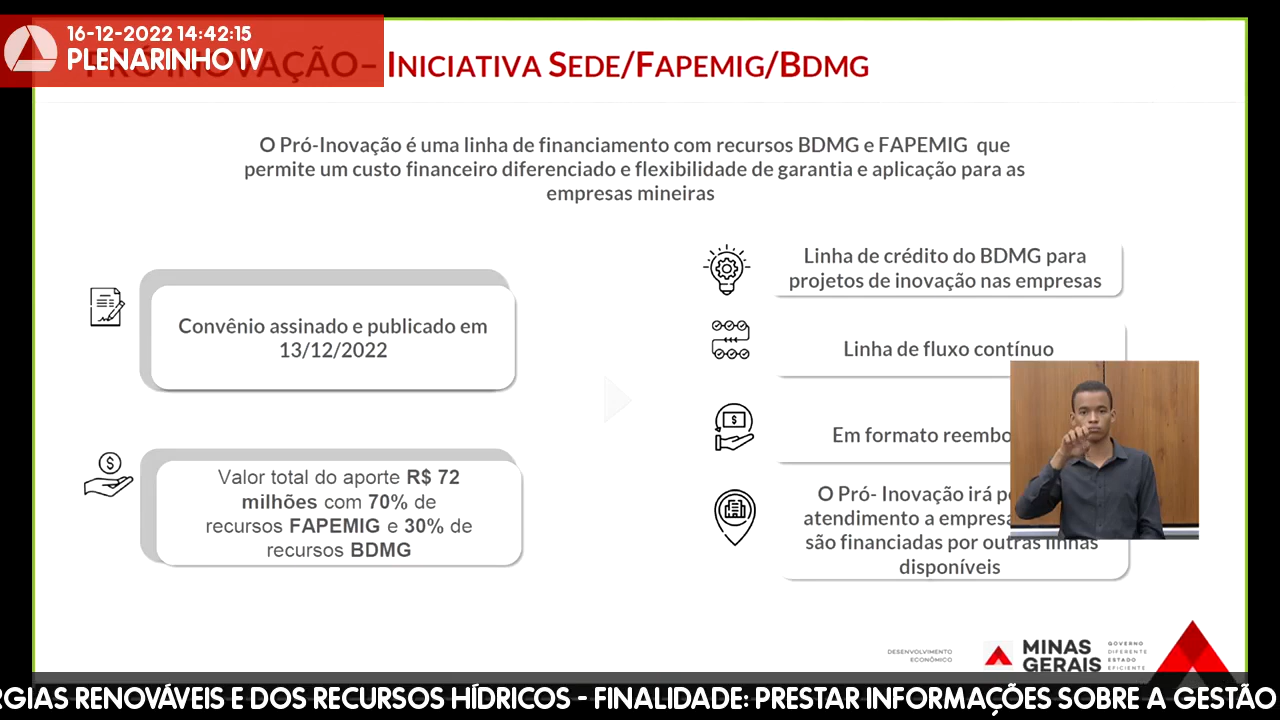 16-12-2022 14:42:15
PLENARINHO IV
PRÓ INOVAÇÃO– INICIATIVA SEDE/FAPEMIG/BDMG
O Pró-Inovação é uma linha de financiamento com recursos BDMG e FAPEMIG que
permite um custo financeiro diferenciado e flexibilidade de garantia e aplicação para as
empresas mineiras
Convênio assinado e publicado em
13/12/2022
Valor total do aporte R$ 72
milhões com 70% de
recursos FAPEMIG e 30% de
recursos BDMG
Linha de crédito do BDMG para
projetos de inovação nas empresas
Linha de fluxo contínuo
Em formato
O Pró- Inovação irá
atendimento a
são financiadas por outras linhas
disponíveis
DESENVOLVIMENTO
ECONÔMICO
MINAS
GERAIS
GOVERNO
DIFERENTE
ESTADO
EFICIENTE
RENOVÁVEIS E DOS RECURSOS HÍDRICOS - FINALIDADE: PRESTAR INFORMAÇÕES SOBRE A GESTÃO